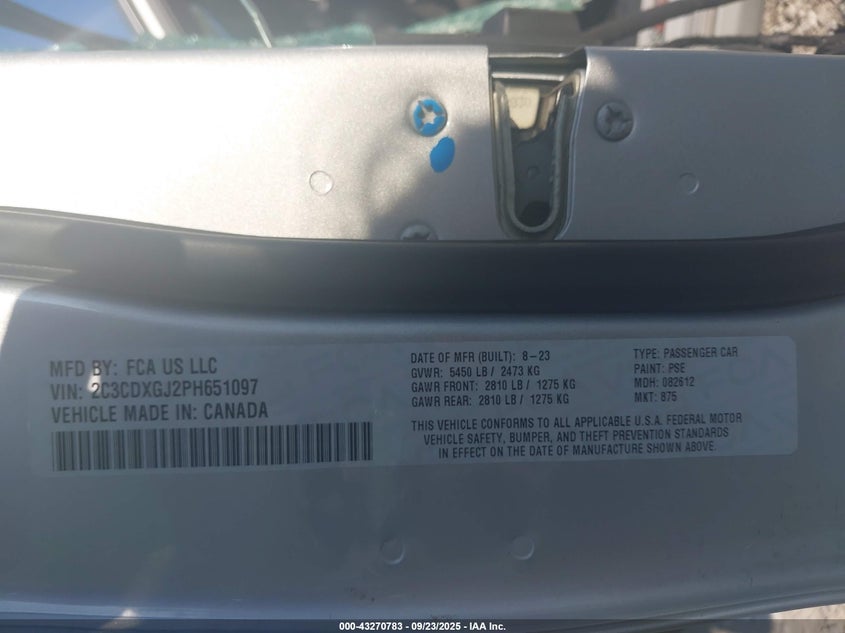 MFD BY: FCA US LLC
VIN: 2C3CDXGJ2PH651097
VEHICLE MADE IN: CANADA
DATE OF MFR (BUILT): 8-23
GVWR: 5450 LB / 2473 KG
GAWR FRONT: 2810 LB / 1275 KG
GAWR REAR: 2810 LB / 1275 KG
TYPE: PASSENGER CAR
PAINT: PSE
MDH: 082612
MKT: 875
THIS VEHICLE CONFORMS TO ALL APPLICABLE U.S.A. FEDERAL MOTOR
VEHICLE SAFETY, BUMPER, AND THEFT PREVENTION STANDARDS
IN EFFECT ON THE DATE OF MANUFACTURE SHOWN ABOVE.
000-43270783 - 09/23/2025 - IAA Inc.